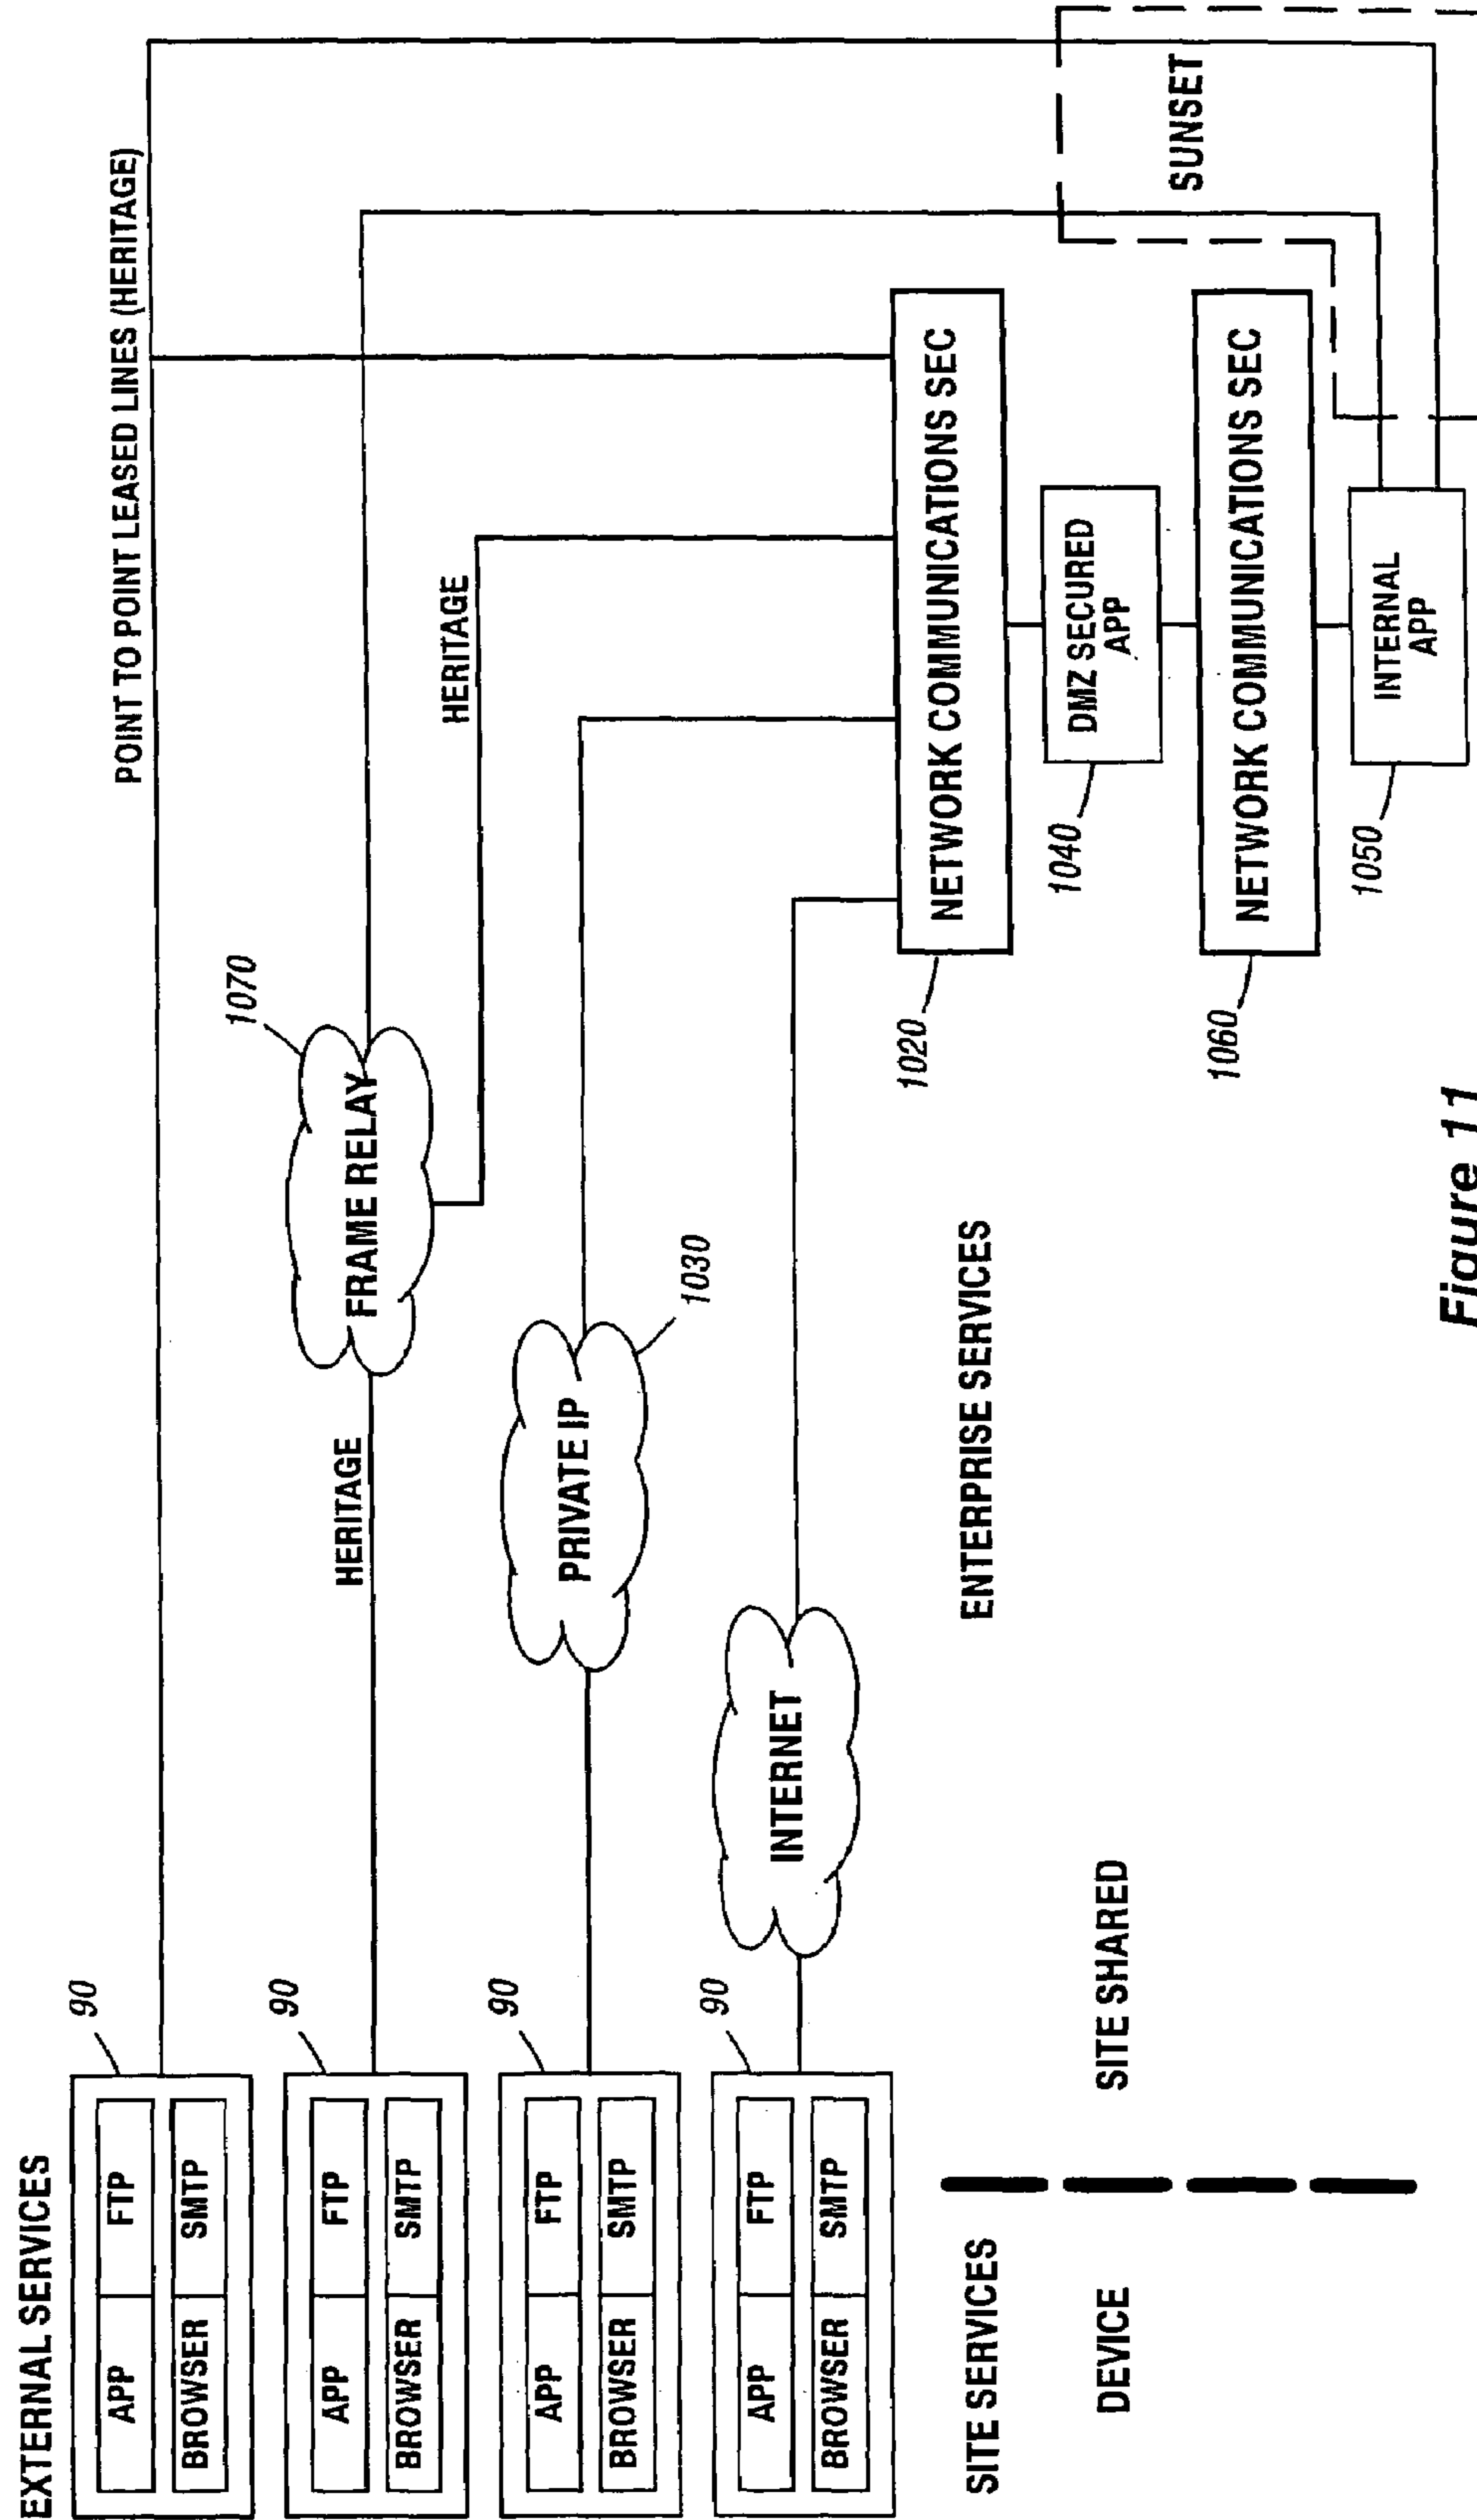 EXTERNAL SERVICES
POINT TO POINT LEASED LINES (HERITAGE)
90
APP
FTP
BROWSER
SMTP
1070
90
APP
FTP
BROWSER
SMTP
HERITAGE
FRAME RELAY
HERITAGE
90
APP
FTP
BROWSER
SMTP
PRIVATE IP
1030
90
APP
FTP
BROWSER
SMTP
INTERNET
1020
NETWORK COMMUNICATIONS SEC
SITE SERVICES
ENTERPRISE SERVICES
1040
DMZ SECURED
APP
DEVICE
SITE SHARED
SUNSET
1060
NETWORK COMMUNICATIONS SEC
1050
INTERNAL
APP
Figure 11